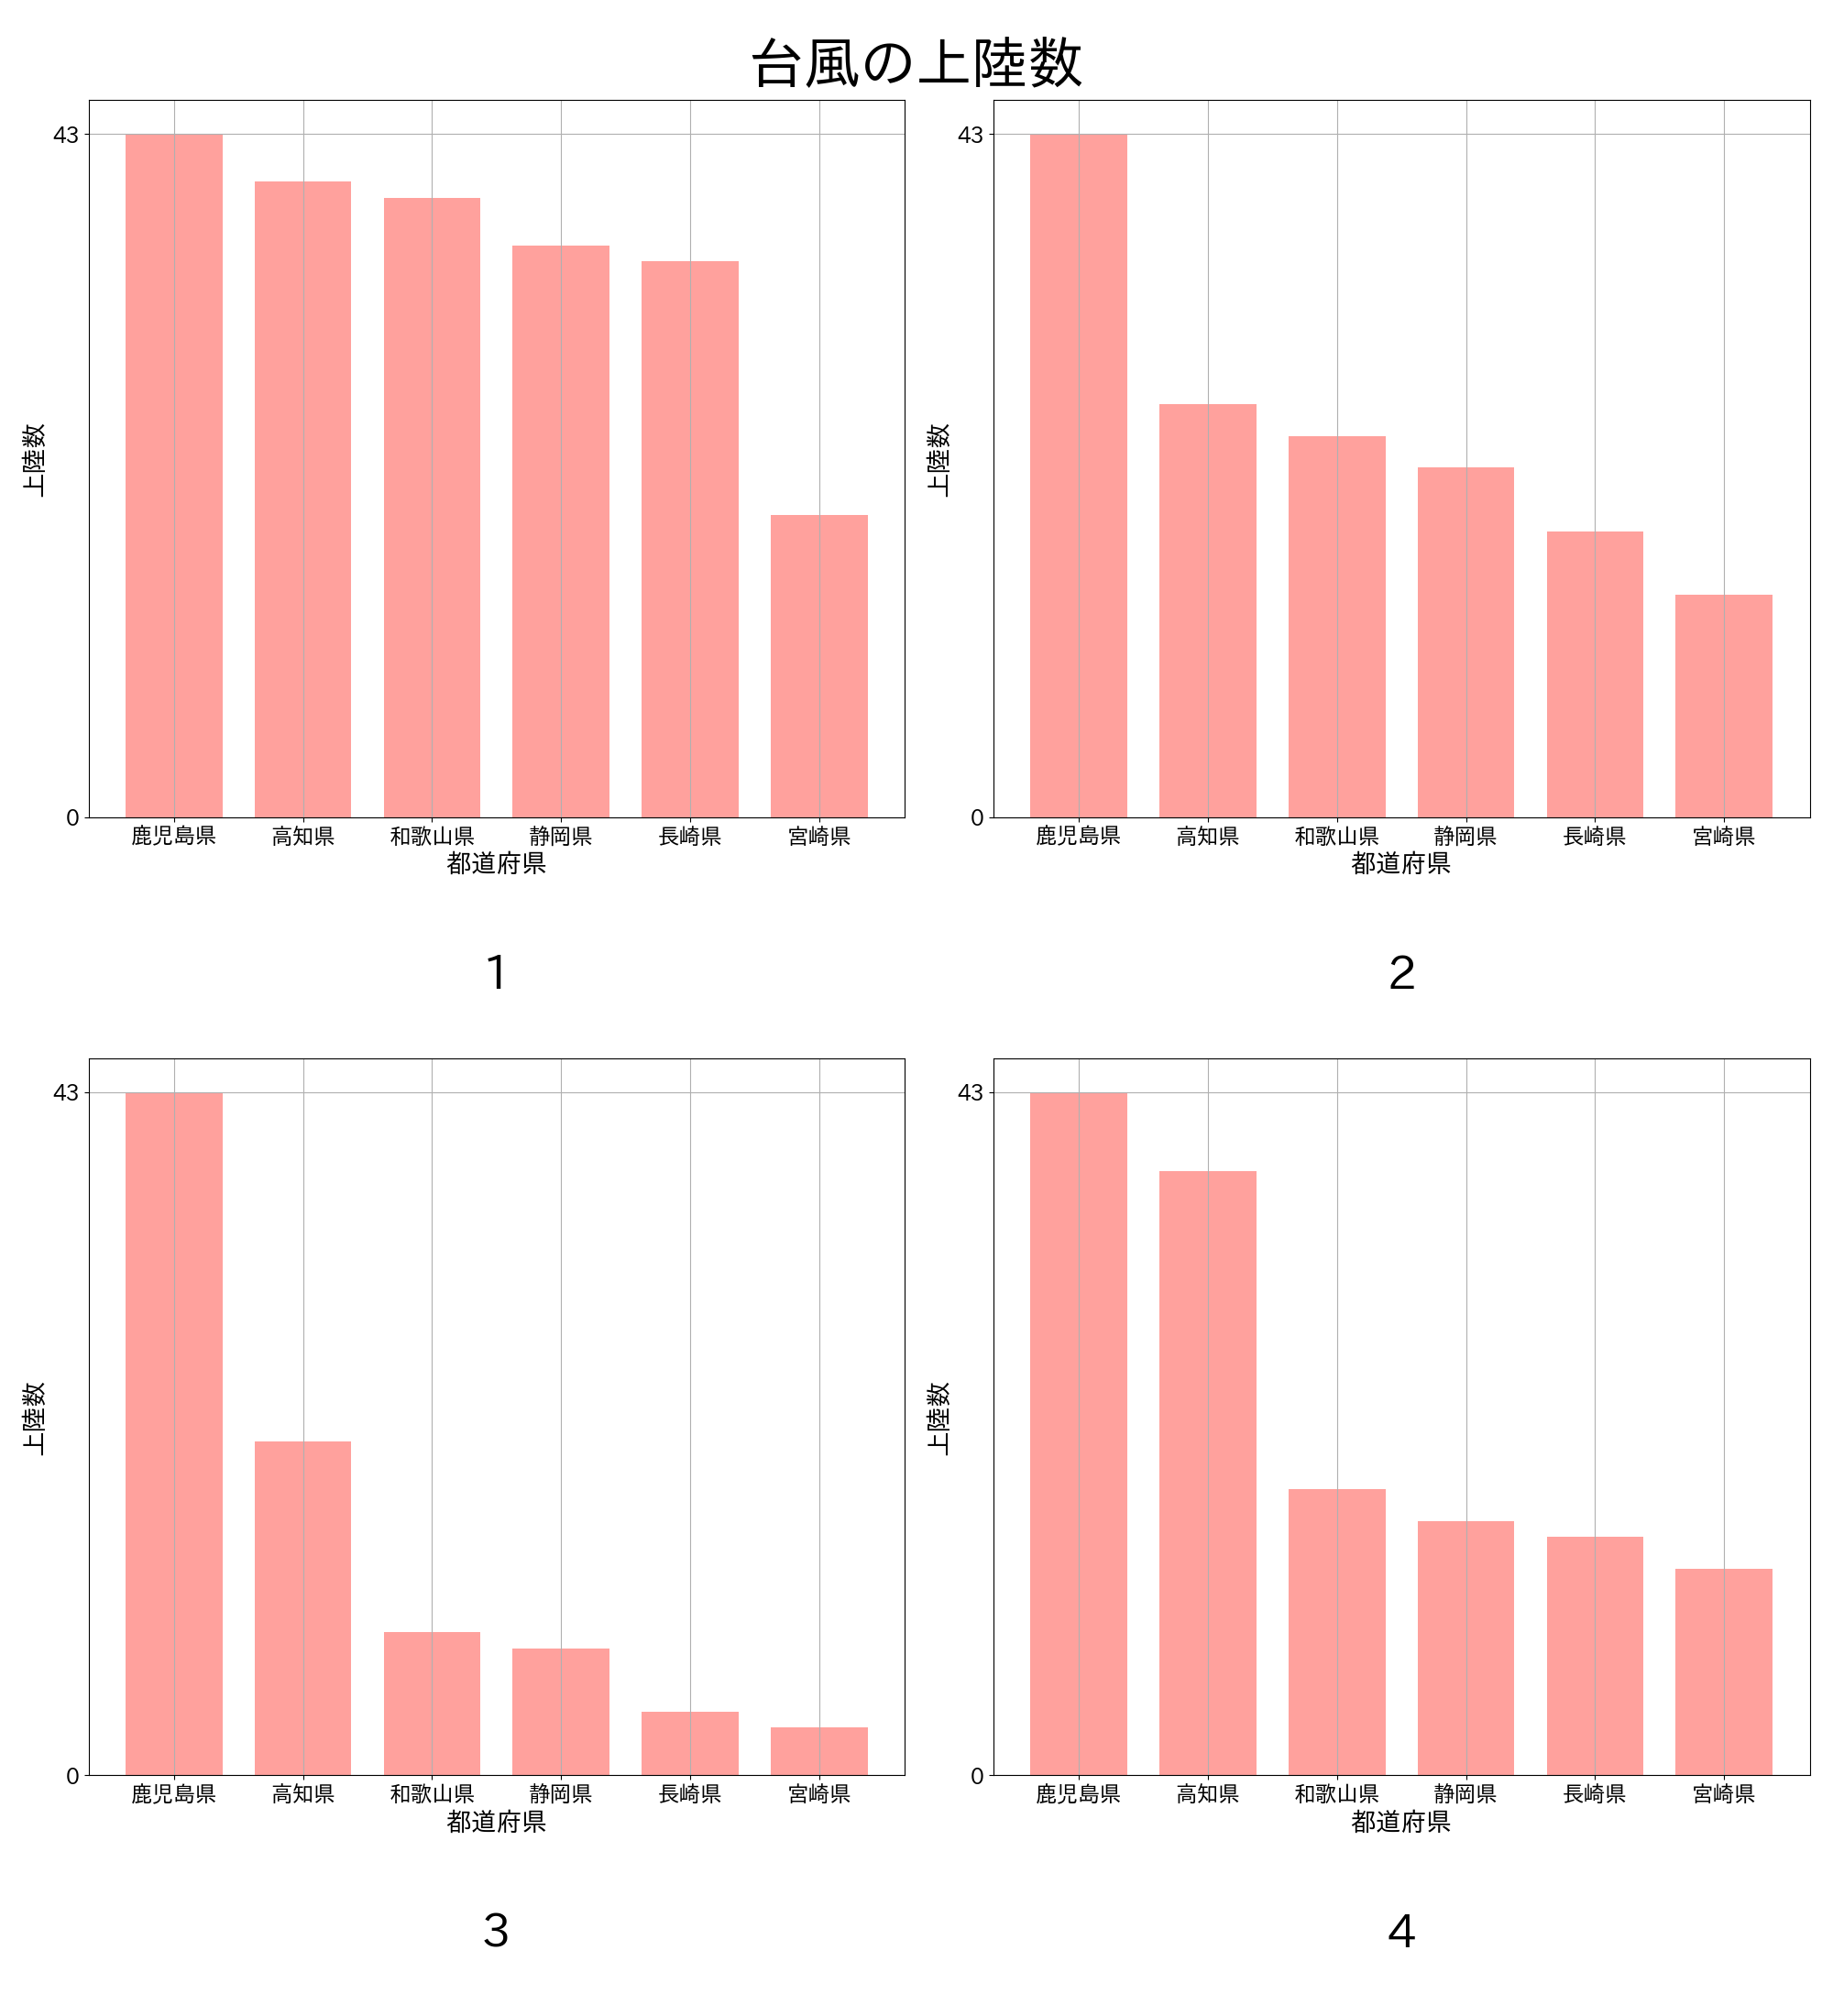 台風の上陸数
43
0
上陸数
鹿児島県 高知県 和歌山県 静岡県 長崎県 宮崎県
都道府県
1
43
0
上陸数
鹿児島県 高知県 和歌山県 静岡県 長崎県 宮崎県
都道府県
2
43
0
上陸数
鹿児島県 高知県 和歌山県 静岡県 長崎県 宮崎県
都道府県
3
43
0
上陸数
鹿児島県 高知県 和歌山県 静岡県 長崎県 宮崎県
都道府県
4